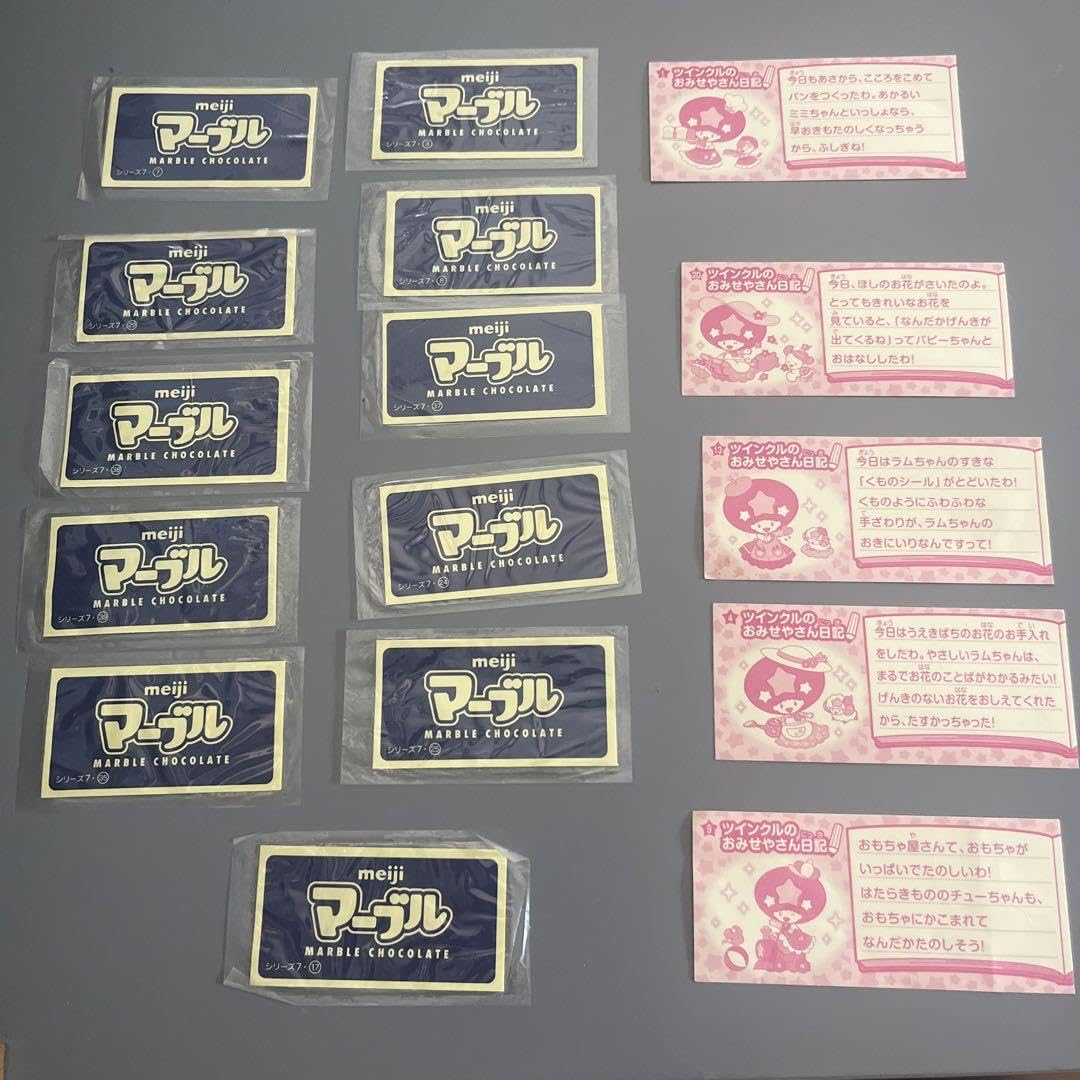 meiji
マーブル
MARBLE CHOCOLATE
シリーズ7・⑦
meiji
マーブル
MARBLE CHOCOLATE
シリーズ7・③
meiji
マーブル
MARBLE CHOCOLATE
meiji
マーブル
MARBLE CHOCOLATE
シリーズ7・⑧
meiji
マーブル
MARBLE CHOCOLATE
シリーズ7・㊳
meiji
マーブル
MARBLE CHOCOLATE
シリーズ7・㊲
meiji
マーブル
MARBLE CHOCOLATE
シリーズ7・㊳
meiji
マーブル
MARBLE CHOCOLATE
シリーズ7・㉔
meiji
マーブル
MARBLE CHOCOLATE
シリーズ7・㉟
meiji
マーブル
MARBLE CHOCOLATE
シリーズ7・㉕
meiji
マーブル
MARBLE CHOCOLATE
シリーズ7・⑰
1
ツインクルの
おみせやさん日記
今日もあさから、こころをこめて
パンをつくったわ。あかるい
ミミちゃんといっしょなら、
早おきもたのしくなっちゃう
から、ふしぎね!
20
ツインクルの
おみせやさん日記
今日、ほしのお花がさいたのよ。
とってもきれいなお花を
見ていると、「なんだかげんきが
出てくるね」ってパピーちゃんと
おはなししたわ!
13
ツインクルの
おみせやさん日記
今日はラムちゃんのすきな
「くものシール」がとどいたわ!
くものようにふわふわな
手ざわりが、ラムちゃんの
おきにいりなんですって!
4
ツインクルの
おみせやさん日記
今日はうえきばちのお花のお手入れ
をしたわ。やさしいラムちゃんは、
まるでお花のことばがわかるみたい!
げんきのないお花をおしえてくれた
から、たすかっちゃった!
9
ツインクルの
おみせやさん日記
おもちゃ屋さんて、おもちゃが
いっぱいでたのしいわ!
はたらきもののチューちゃんも、
おもちゃにかこまれて
なんだかたのしそう!